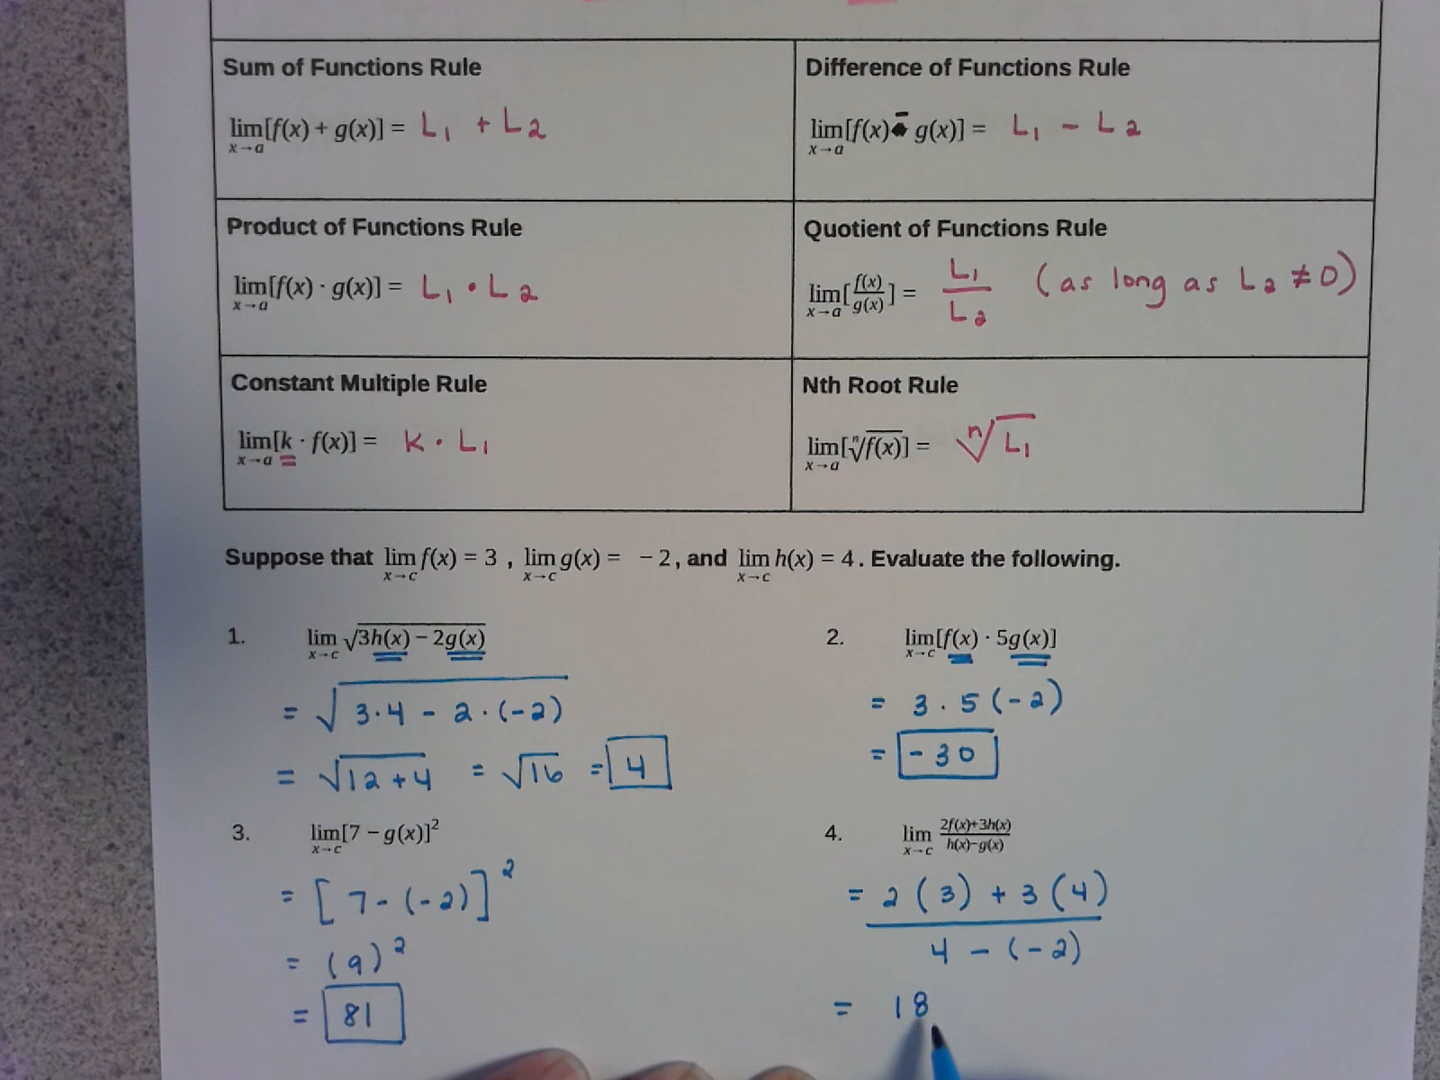 Sum of Functions Rule
lim[f(x) + g(x)] = L₁ + L₂
x→a
Difference of Functions Rule
lim[f(x) - g(x)] = L₁ - L₂
x→a
Product of Functions Rule
lim[f(x) · g(x)] = L₁ • L₂
x→a
Quotient of Functions Rule
lim[f(x)/g(x)] = L₁/L₂ (as long as L₂ ≠ 0)
x→a
Constant Multiple Rule
lim[k · f(x)] = k · L₁
x→a
Nth Root Rule
lim[ⁿ√f(x)] = ⁿ√L₁
x→a
Suppose that lim f(x) = 3 , lim g(x) = - 2, and lim h(x) = 4. Evaluate the following.
x→c x→c x→c
1. lim √3h(x) - 2g(x)
x→c
= √3·4 - 2·(-2)
= √12+4 = √16 = 4
2. lim[f(x) · 5g(x)]
x→c
= 3 · 5 (-2)
= -30
3. lim[7 - g(x)]²
x→c
= [7-(-2)]²
= (9)²
= 81
4. lim 2f(x)+3h(x)
x→c h(x)-g(x)
= 2(3) + 3(4)
4 - (-2)
= 18